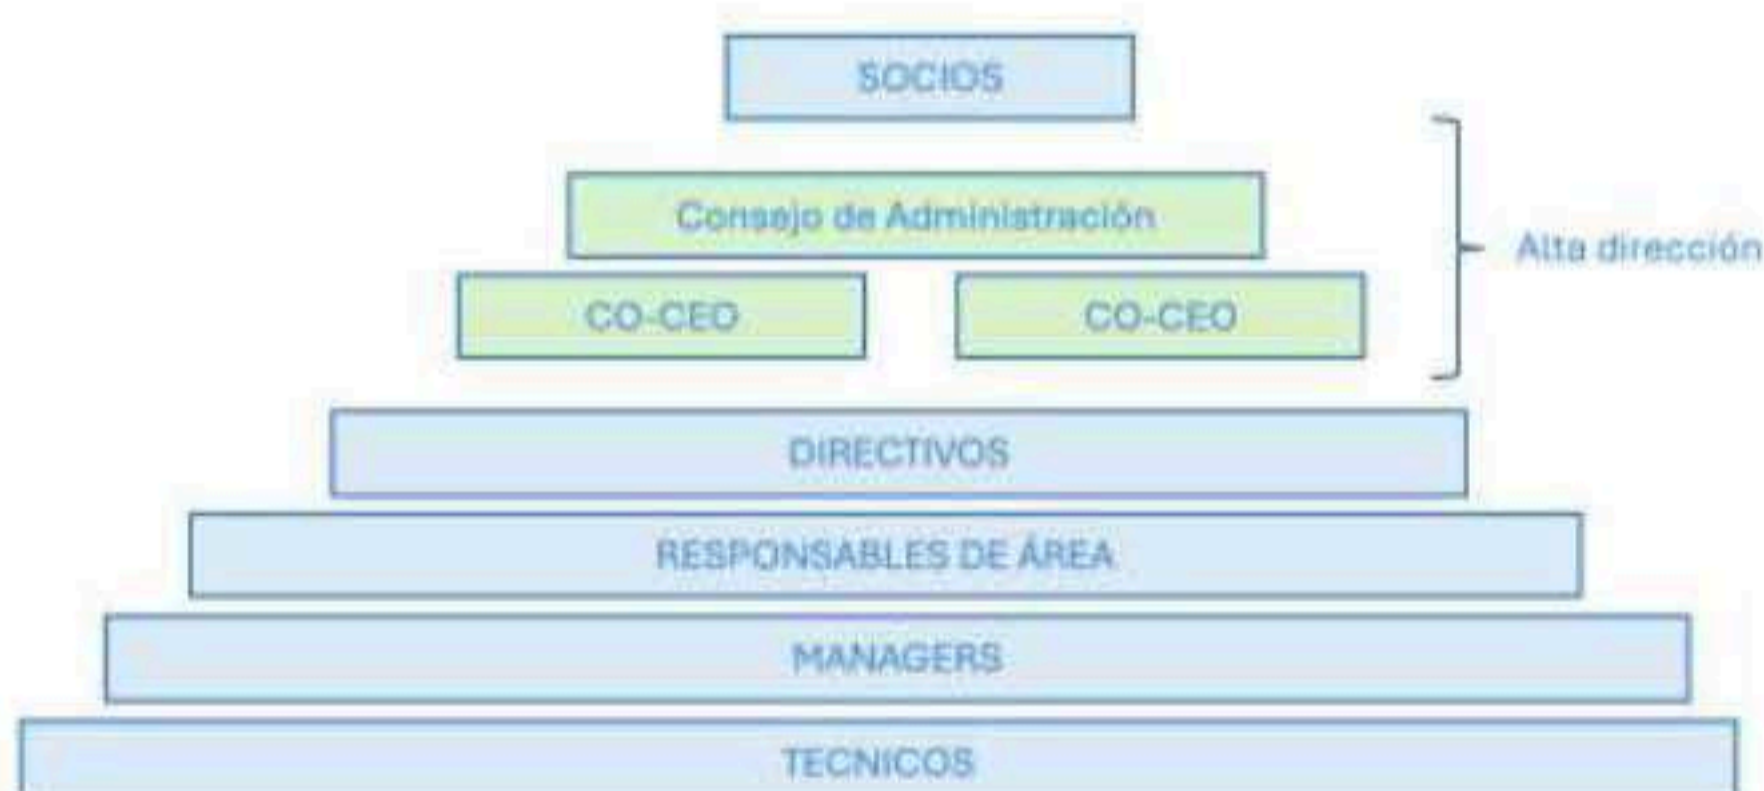 SOCIOS
Consejo de Administración
CO-CEO
CO-CEO
Alta dirección
DIRECTIVOS
RESPONSABLES DE ÁREA
MANAGERS
TECNICOS